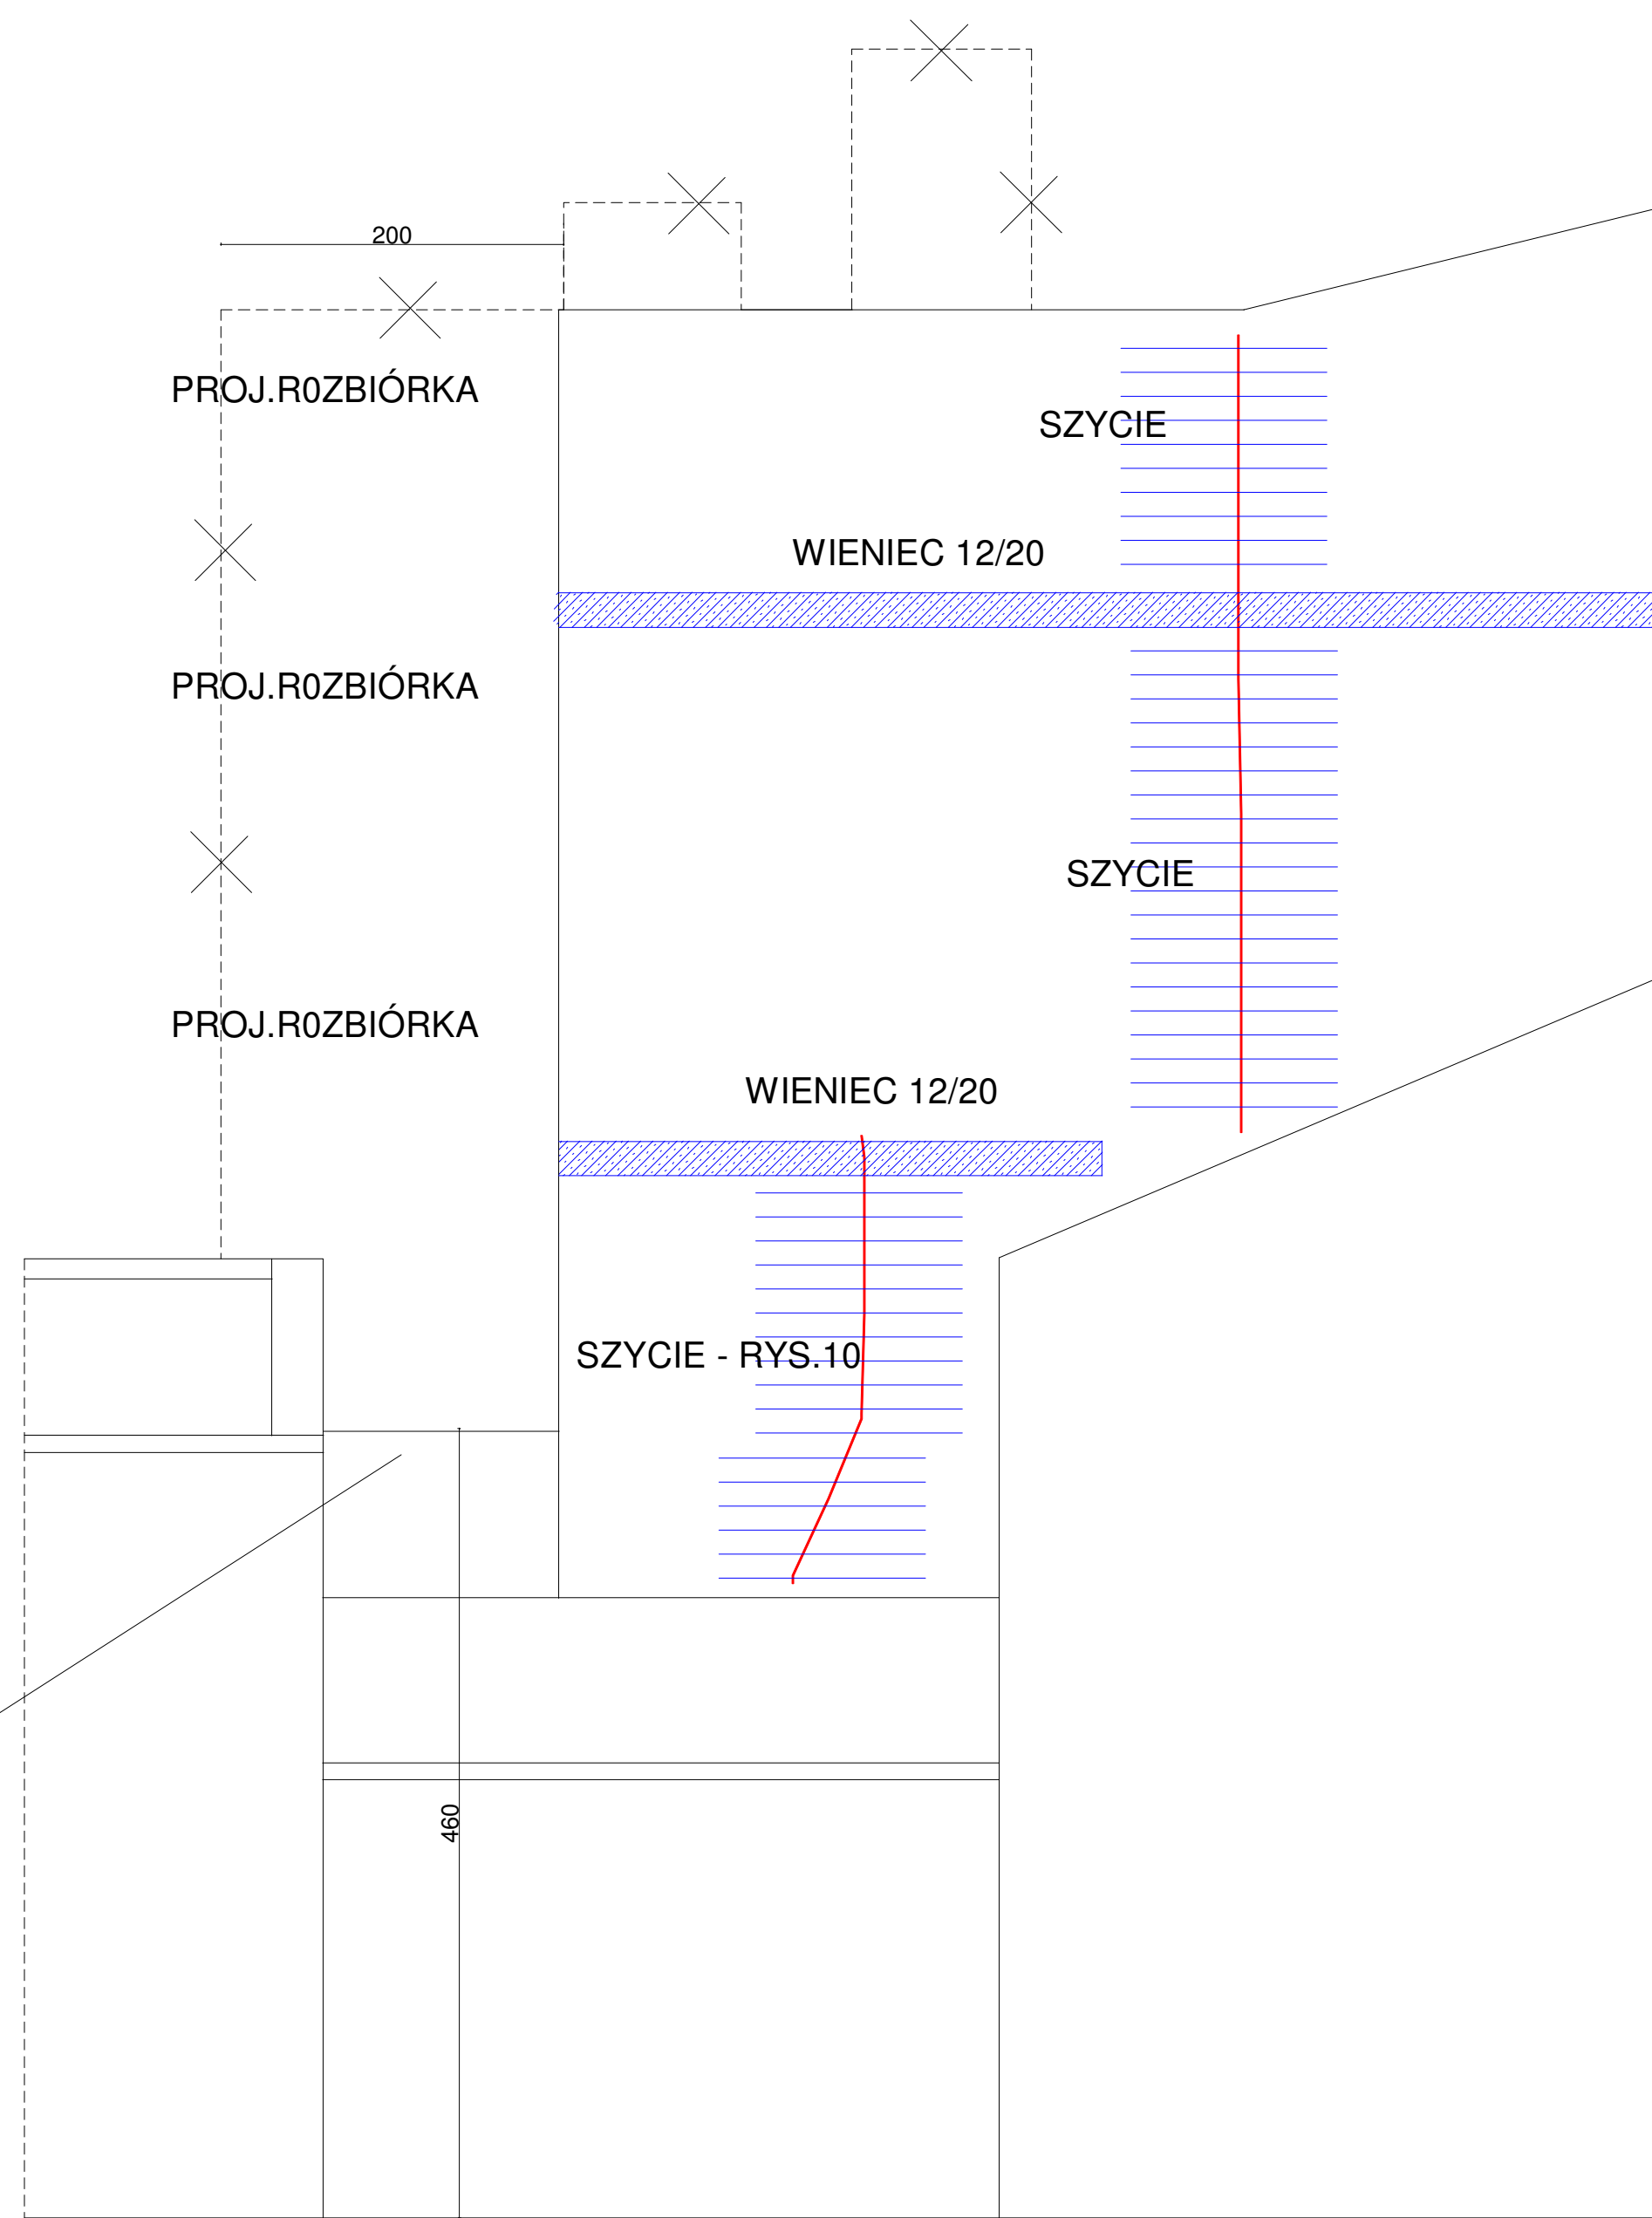 200
PROJ.R0ZBIÓRKA
SZYCIE
WIENIEC 12/20
PROJ.R0ZBIÓRKA
SZYCIE
PROJ.R0ZBIÓRKA
WIENIEC 12/20
SZYCIE - RYS.10
460